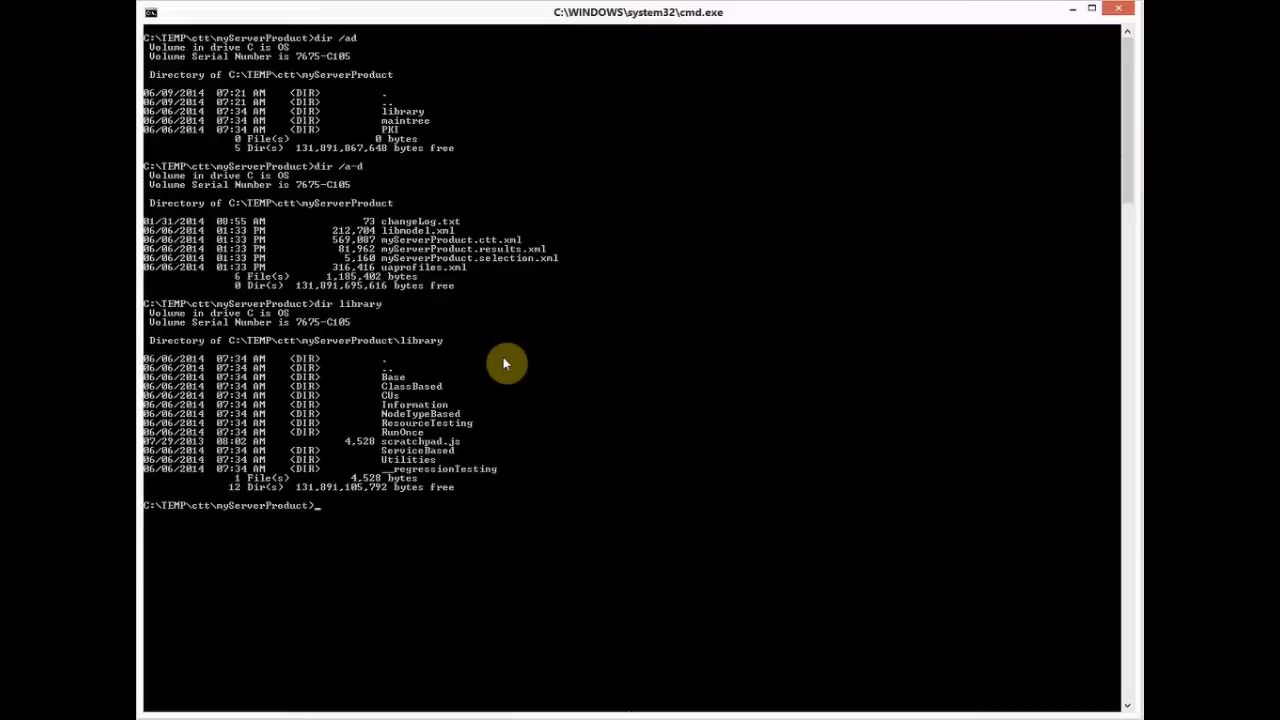 C:\WINDOWS\system32\cmd.exe
C:\TEMP\ctt\myServerProduct>dir /ad
Volume in drive C is OS
Volume Serial Number is 7675-C105
Directory of C:\TEMP\ctt\myServerProduct
06/09/2014 07:21 AM <DIR> .
06/09/2014 07:21 AM <DIR> ..
06/06/2014 07:34 AM <DIR> library
06/06/2014 07:34 AM <DIR> maintree
06/06/2014 07:34 AM <DIR> PKI
0 File(s) 0 bytes
5 Dir(s) 131,891,867,648 bytes free
C:\TEMP\ctt\myServerProduct>dir /a-d
Volume in drive C is OS
Volume Serial Number is 7675-C105
Directory of C:\TEMP\ctt\myServerProduct
01/31/2014 08:55 AM 73 changeLog.txt
06/06/2014 01:33 PM 212,704 libmodel.xml
06/06/2014 01:33 PM 569,087 myServerProduct.ctt.xml
06/06/2014 01:33 PM 81,962 myServerProduct.results.xml
06/06/2014 01:33 PM 5,160 myServerProduct.selection.xml
06/06/2014 01:33 PM 316,416 uaprofiles.xml
6 File(s) 1,185,402 bytes
0 Dir(s) 131,891,695,616 bytes free
C:\TEMP\ctt\myServerProduct>dir library
Volume in drive C is OS
Volume Serial Number is 7675-C105
Directory of C:\TEMP\ctt\myServerProduct\library
06/06/2014 07:34 AM <DIR> .
06/06/2014 07:34 AM <DIR> ..
06/06/2014 07:34 AM <DIR> Base
06/06/2014 07:34 AM <DIR> ClassBased
06/06/2014 07:34 AM <DIR> CUs
06/06/2014 07:34 AM <DIR> Information
06/06/2014 07:34 AM <DIR> NodeTypeBased
06/06/2014 07:34 AM <DIR> ResourceTesting
06/06/2014 07:34 AM <DIR> RunOnce
07/29/2013 08:02 AM 4,528 scratchpad.js
06/06/2014 07:34 AM <DIR> ServiceBased
06/06/2014 07:34 AM <DIR> Utilities
06/06/2014 07:34 AM <DIR> __regressionTesting
1 File(s) 4,528 bytes
12 Dir(s) 131,891,105,792 bytes free
C:\TEMP\ctt\myServerProduct>_